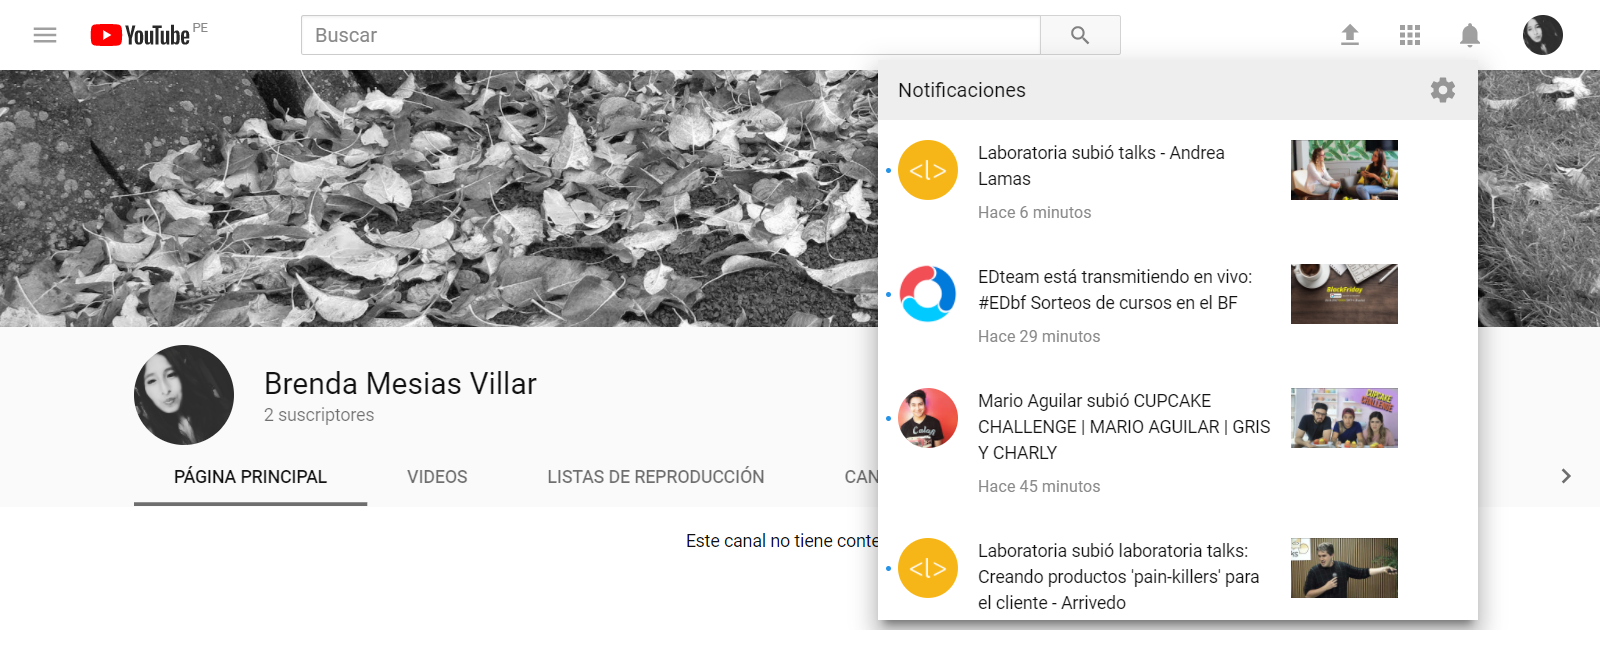 YouTube PE
Buscar
Notificaciones
Laboratoria subió talks - Andrea
Lamas
Hace 6 minutos
EDteam está transmitiendo en vivo:
#EDbf Sorteos de cursos en el BF
Hace 29 minutos
BlackFriday
Mario Aguilar subió CUPCAKE
CHALLENGE | MARIO AGUILAR | GRIS
Y CHARLY
Hace 45 minutos
CUPCAKE
CHALLENGE
Laboratoria subió laboratoria talks:
Creando productos 'pain-killers' para
el cliente - Arrivedo
Brenda Mesias Villar
2 suscriptores
PÁGINA PRINCIPAL
VIDEOS
LISTAS DE REPRODUCCIÓN
CAN
Este canal no tiene conte